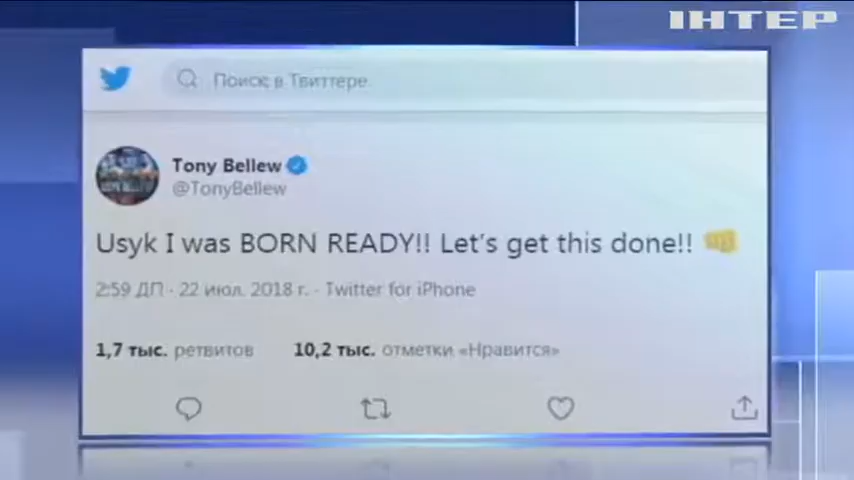 ІНТЕР
Поиск в Твиттере
Tony Bellew
@TonyBellew
Usyk I was BORN READY!! Let's get this done!!
2:59 ДП - 22 июл. 2018 г. - Twitter for iPhone
1,7 тыс. ретвитов 10,2 тыс. отметки «Нравится»